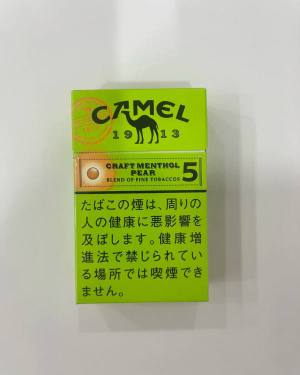 CAMEL
1913
CRAFT MENTHOL
PEAR
BLEND OF FINE TOBACCOS
5
たばこの煙は、周りの
人の健康に悪影響を
及ぼします。健康増
進法で禁じられてい
る場所では喫煙でき
ません。